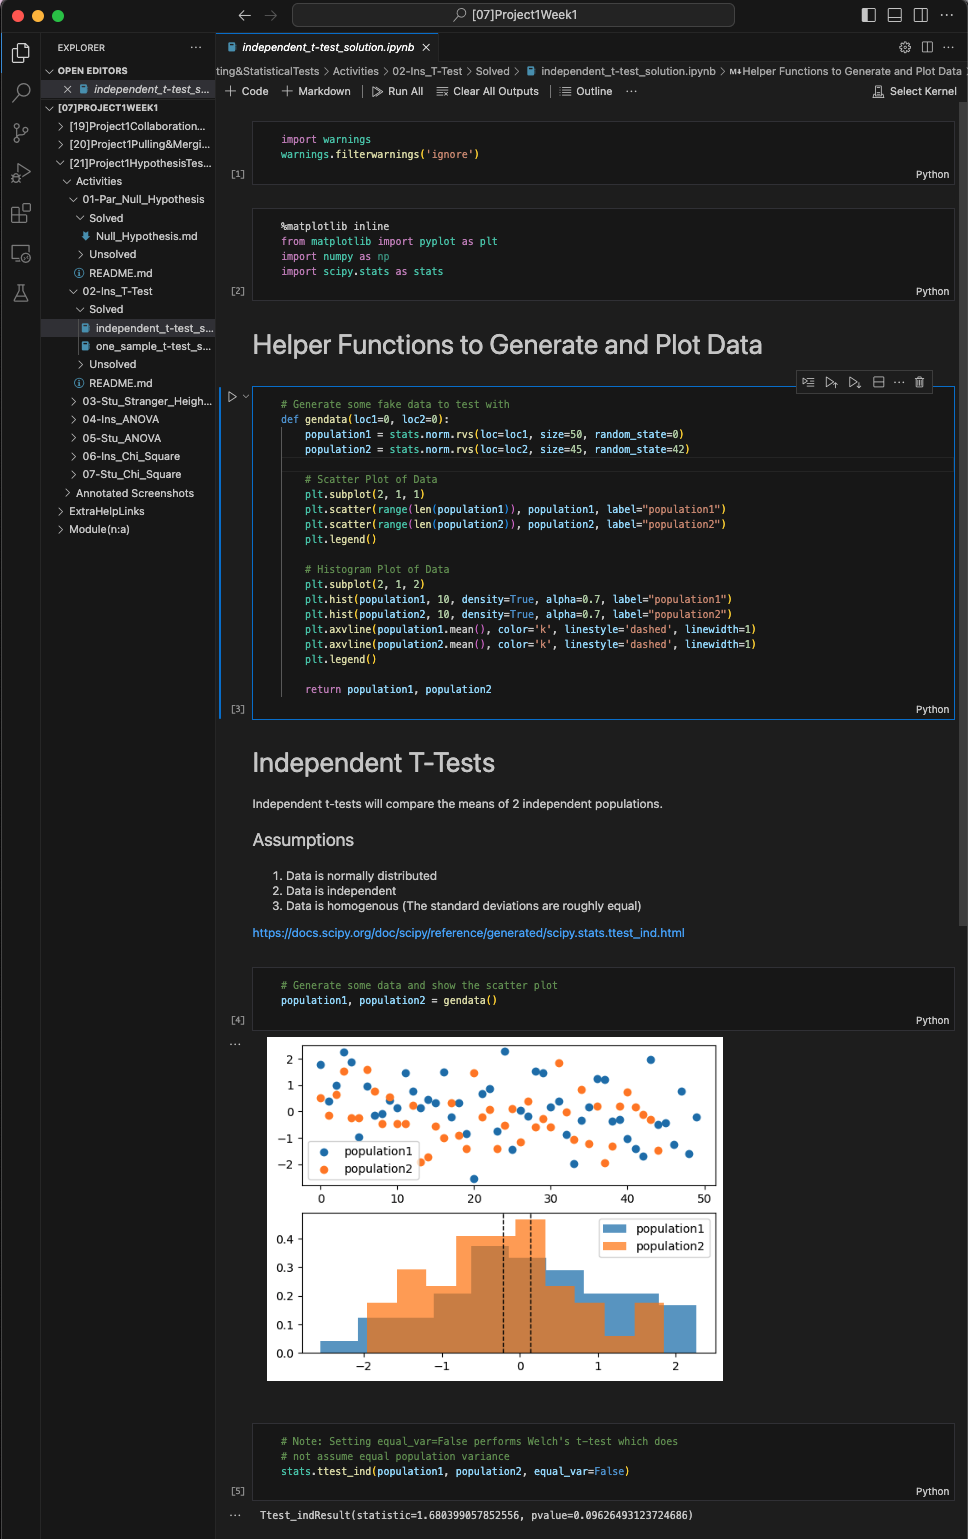 [07]Project1Week1
EXPLORER
OPEN EDITORS
independent_t-test_s...
[07]PROJECT1WEEK1
[19]Project1Collaboration...
[20]Project1Pulling&Mergi...
[21]Project1HypothesisTes...
Activities
01-Par_Null_Hypothesis
Solved
Null_Hypothesis.md
Unsolved
README.md
02-Ins_T-Test
Solved
independent_t-test_s...
one_sample_t-test_s...
Unsolved
README.md
03-Stu_Stranger_Heigh...
04-Ins_ANOVA
05-Stu_ANOVA
06-Ins_Chi_Square
07-Stu_Chi_Square
Annotated Screenshots
ExtraHelpLinks
Module(n:a)
independent_t-test_solution.ipynb
ting&StatisticalTests > Activities > 02-Ins_T-Test > Solved > independent_t-test_solution.ipynb > M↓Helper Functions to Generate and Plot Data
+ Code + Markdown Run All Clear All Outputs Outline ... Select Kernel
import warnings
warnings.filterwarnings('ignore')
[1] Python
%matplotlib inline
from matplotlib import pyplot as plt
import numpy as np
import scipy.stats as stats
[2] Python
Helper Functions to Generate and Plot Data
# Generate some fake data to test with
def gendata(loc1=0, loc2=0):
    population1 = stats.norm.rvs(loc=loc1, size=50, random_state=0)
    population2 = stats.norm.rvs(loc=loc2, size=45, random_state=42)
    # Scatter Plot of Data
    plt.subplot(2, 1, 1)
    plt.scatter(range(len(population1)), population1, label="population1")
    plt.scatter(range(len(population2)), population2, label="population2")
    plt.legend()
    # Histogram Plot of Data
    plt.subplot(2, 1, 2)
    plt.hist(population1, 10, density=True, alpha=0.7, label="population1")
    plt.hist(population2, 10, density=True, alpha=0.7, label="population2")
    plt.axvline(population1.mean(), color='k', linestyle='dashed', linewidth=1)
    plt.axvline(population2.mean(), color='k', linestyle='dashed', linewidth=1)
    plt.legend()
    return population1, population2
[3] Python
Independent T-Tests
Independent t-tests will compare the means of 2 independent populations.
Assumptions
1. Data is normally distributed
2. Data is independent
3. Data is homogenous (The standard deviations are roughly equal)
https://docs.scipy.org/doc/scipy/reference/generated/scipy.stats.ttest_ind.html
# Generate some data and show the scatter plot
population1, population2 = gendata()
[4] Python
2
1
0
−1
−2
population1
population2
0 10 20 30 40 50
0.4
0.3
0.2
0.1
0.0
population1
population2
−2 −1 0 1 2
# Note: Setting equal_var=False performs Welch's t-test which does
# not assume equal population variance
stats.ttest_ind(population1, population2, equal_var=False)
[5] Python
Ttest_indResult(statistic=1.680399057852556, pvalue=0.09626493123724686)